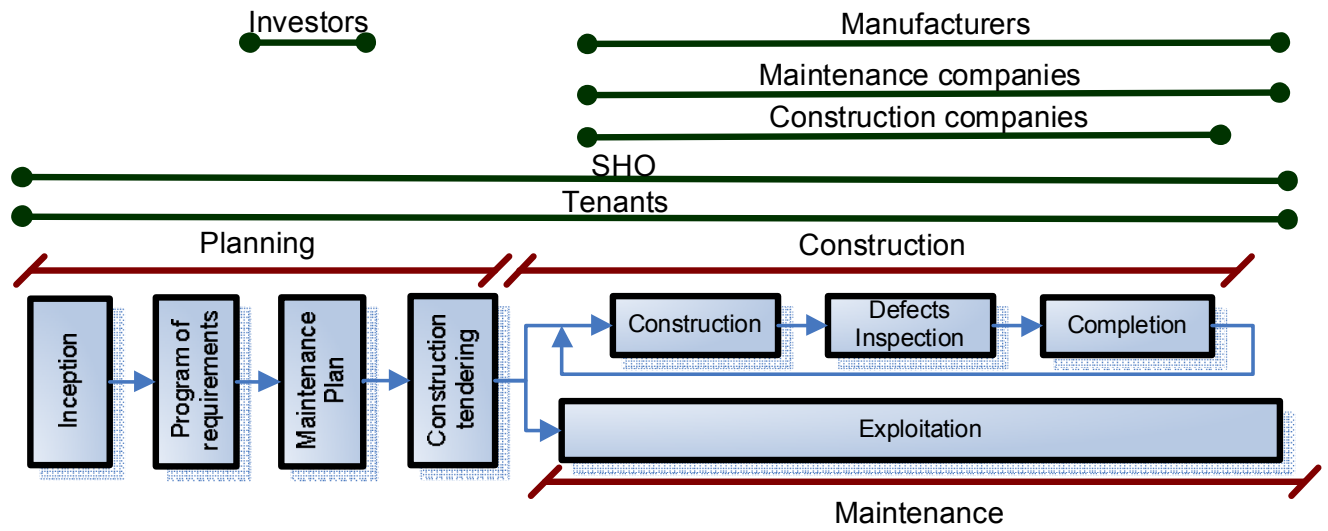 Investors
Manufacturers
Maintenance companies
Construction companies
SHO
Tenants
Planning
Construction
Inception
Program of
requirements
Maintenance
Plan
Construction
tendering
Construction
Defects
Inspection
Completion
Exploitation
Maintenance